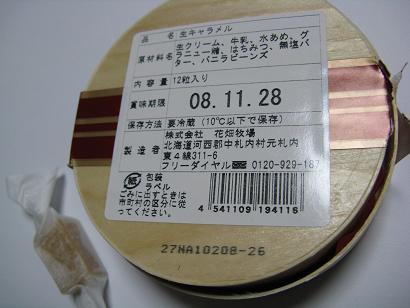 品 名 生キャラメル
原材料名 生クリーム、牛乳、水あめ、グ
ラニュー糖、はちみつ、無塩バ
ター、バニラビーンズ
内 容 量 12粒入り
賞味期限 08.11.28
保存方法 要冷蔵(10℃以下で保存)
製 造 者 株式会社 花畑牧場
北海道河西郡中札内村元札内
東4線311-6
フリーダイヤル 0120-929-187
紙 包装
ラベル
ごみに出すときは
市町村の区分に従
ってください。
4 541109 194116
27NA10208-26